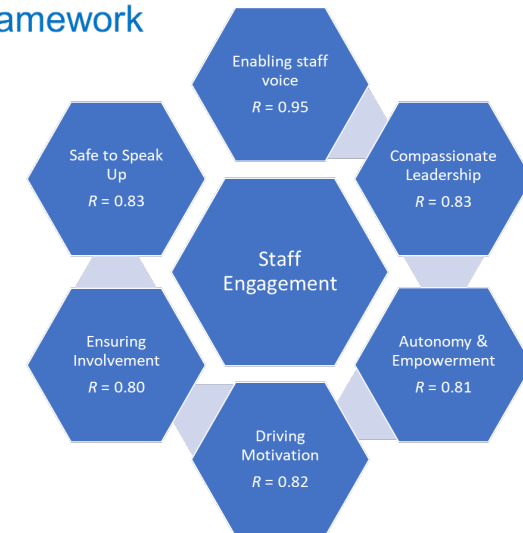 amework
Enabling staff
voice
R = 0.95
Compassionate
Leadership
R = 0.83
Autonomy &
Empowerment
R = 0.81
Driving
Motivation
R = 0.82
Ensuring
Involvement
R = 0.80
Safe to Speak
Up
R = 0.83
Staff
Engagement